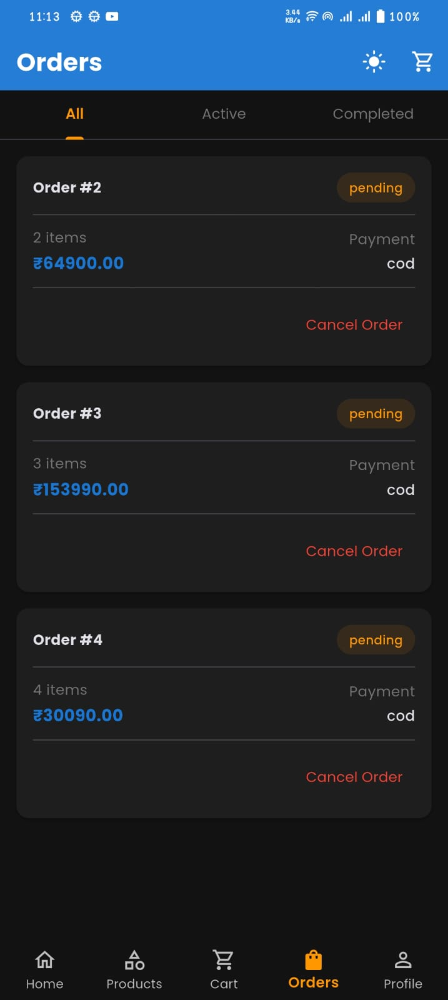 11:13 3.44 KB/s 100%
Orders
All Active Completed
Order #2 pending
2 items Payment
₹64900.00 cod
Cancel Order
Order #3 pending
3 items Payment
₹153990.00 cod
Cancel Order
Order #4 pending
4 items Payment
₹30090.00 cod
Cancel Order
Home Products Cart Orders Profile